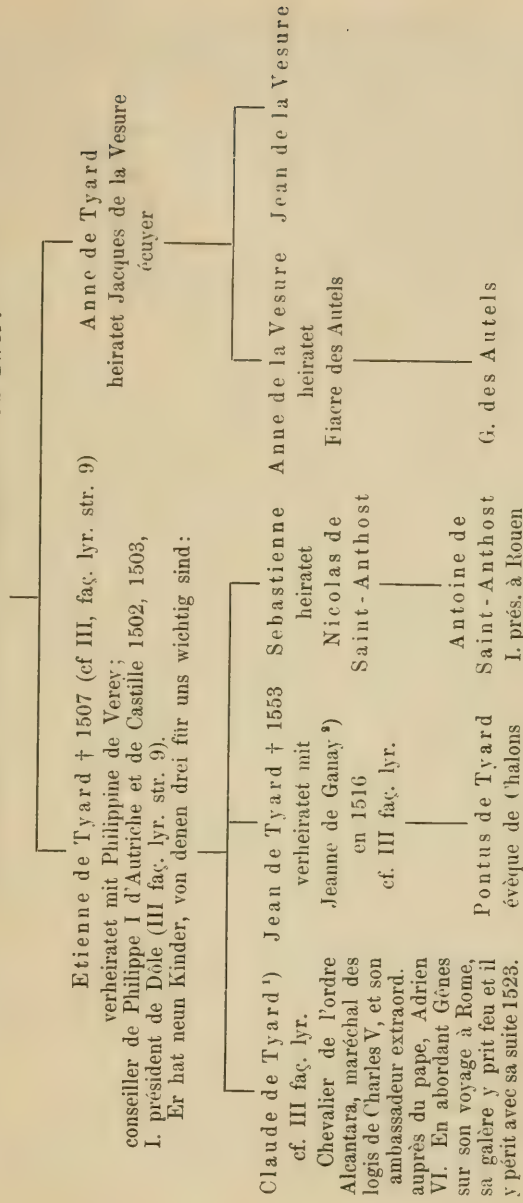 Etienne de Tyard † 1507 (cf III, faç. lyr. str. 9)
verheiratet mit Philippine de Verey;
conseiller de Philippe I d'Autriche et de Castille 1502, 1503,
I. président de Dôle (III faç. lyr. str. 9).
Er hat neun Kinder, von denen drei für uns wichtig sind:
Anne de Tyard
heiratet Jacques de la Vesure
écuyer
Claude de Tyard ¹)
cf. III faç. lyr.
Chevalier de l'ordre
Alcantara, maréchal des
logis de Charles V, et son
ambassadeur extraord.
auprès du pape, Adrien
VI. En abordant Gênes
sur son voyage à Rome,
sa galère y prit feu et il
y périt avec sa suite 1523.
Jean de Tyard † 1553
verheiratet mit
Jeanne de Ganay ²)
en 1516
cf. III faç. lyr.
Sebastienne
heiratet
Nicolas de
Saint-Anthost
Anne de la Vesure
heiratet
Fiacre des Autels
Jean de la Vesure
Pontus de Tyard
évèque de Chalons
Antoine de
Saint-Anthost
I. prés. à Rouen
G. des Autels